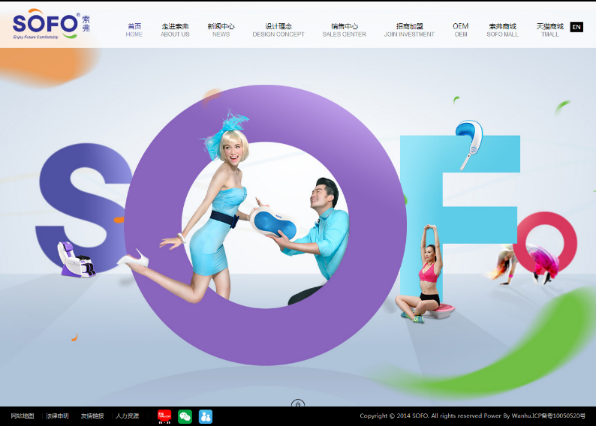 SOFO® 索弗
Enjoy Future Comfortably
首页 走进索弗 新闻中心 设计理念 销售中心 招商加盟 OEM 索弗商城 天猫商城 EN
HOME ABOUT US NEWS DESIGN CONCEPT SALES CENTER JOIN INVESTMENT OEM SOFO MALL TMALL
SOFO
网站地图 法律申明 友情链接 人力资源 Copyright © 2014 SOFO. All rights reserved Power By Wanhu.ICP备号10050520号